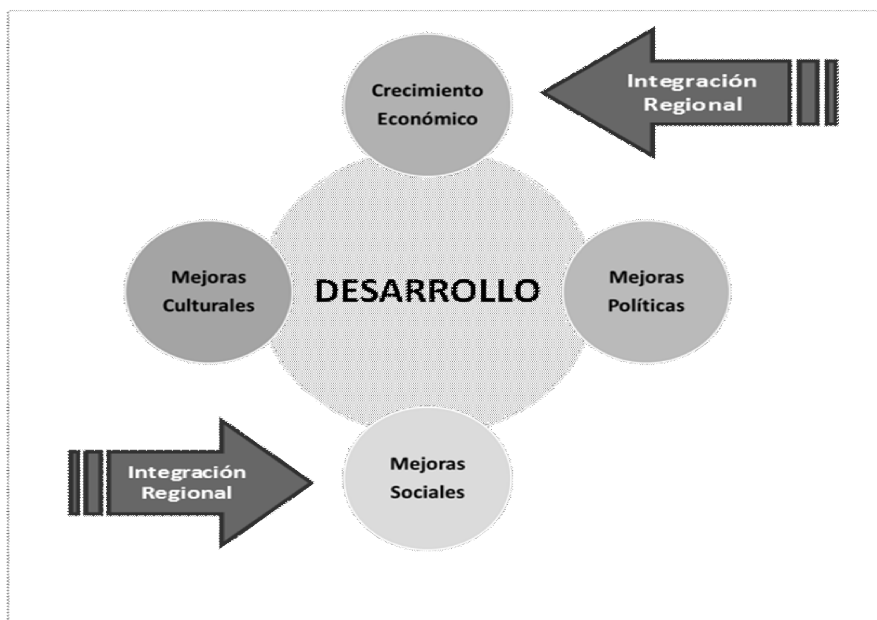 Crecimiento
Económico
Integración
Regional
Mejoras
Culturales
DESARROLLO
Mejoras
Políticas
Integración
Regional
Mejoras
Sociales